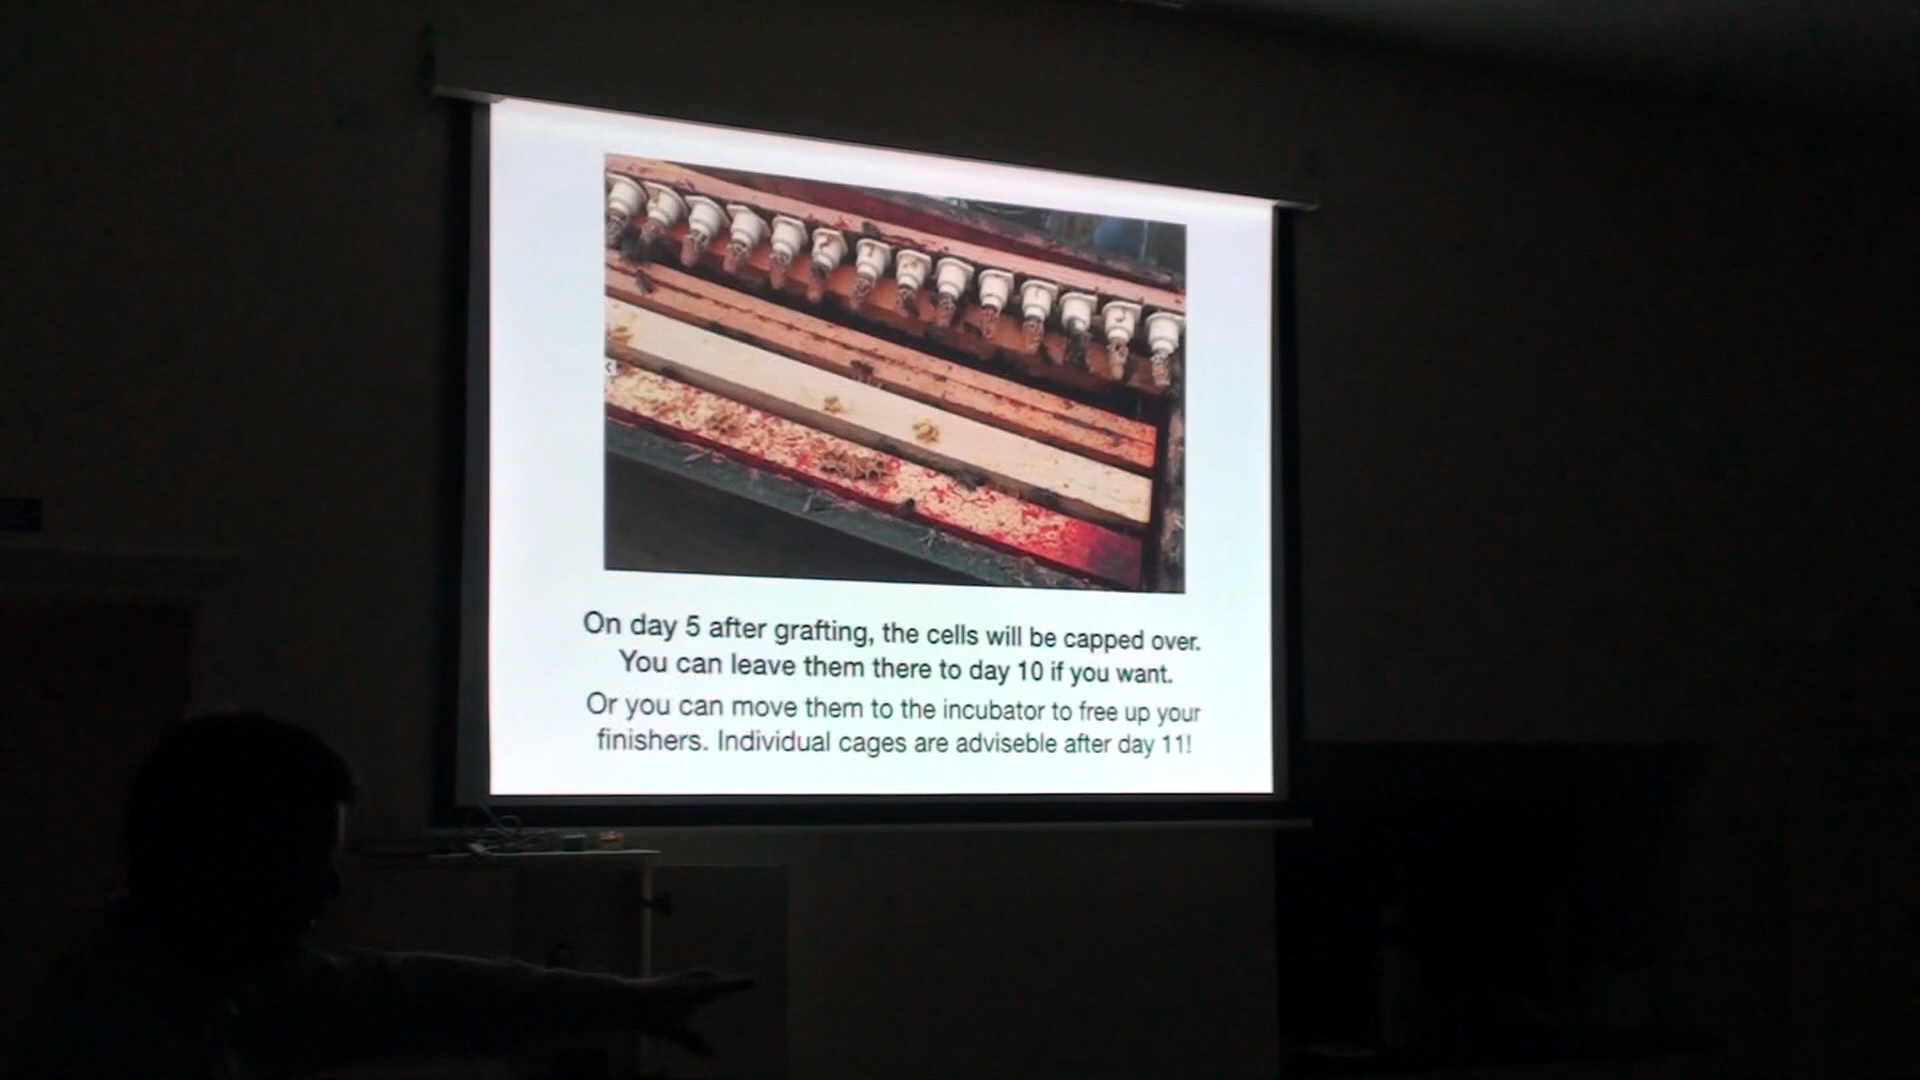 On day 5 after grafting, the cells will be capped over.
You can leave them there to day 10 if you want.
Or you can move them to the incubator to free up your
finishers. Individual cages are adviseble after day 11!